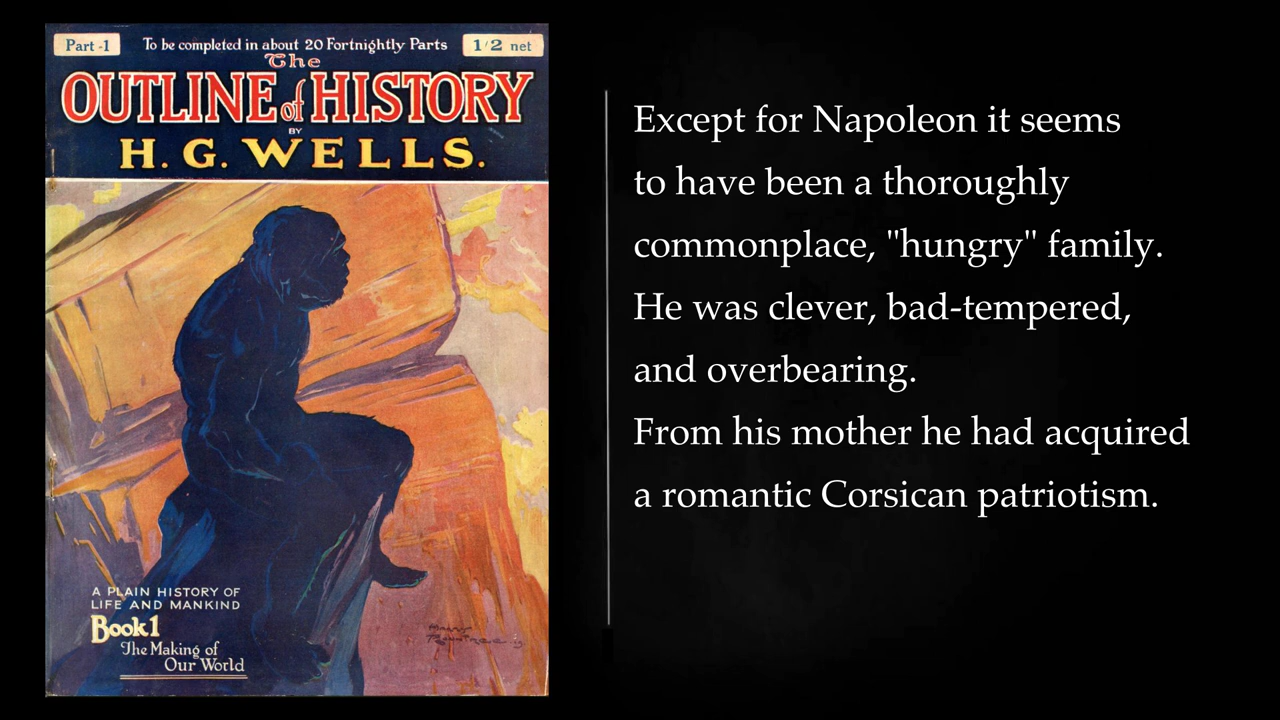 Part -1
To be completed in about 20 Fortnightly Parts
1/2 net
The
OUTLINE of HISTORY
BY
H. G. WELLS.
A PLAIN HISTORY OF
LIFE AND MANKIND
Book 1
The Making of
Our World
Except for Napoleon it seems
to have been a thoroughly
commonplace, "hungry" family.
He was clever, bad-tempered,
and overbearing.
From his mother he had acquired
a romantic Corsican patriotism.